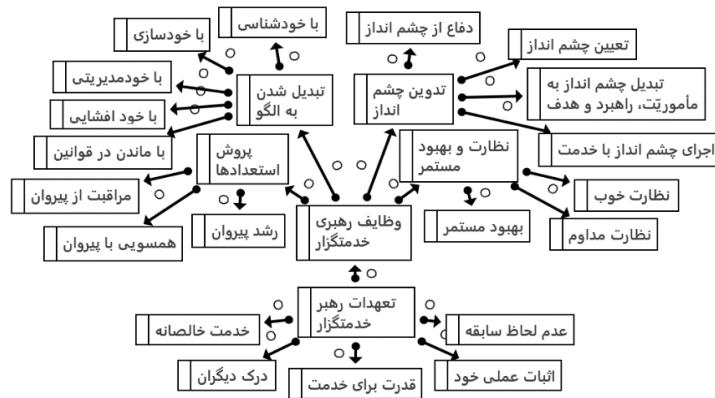 دفاع از چشم انداز
با خودشناسی
با خودسازی
تعیین چشم انداز
با خودمدیریتی
تبدیل شدن
به الگو
تدوین چشم
انداز
تبدیل چشم انداز به
مأموریّت، راهبرد و هدف
با خود افشایی
با ماندن در قوانین
پروش
استعدادها
نظارت و بهبود
مستمر
اجرای چشم انداز با خدمت
مراقبت از پیروان
نظارت خوب
همسویی با پیروان
رشد پیروان
وظایف رهبری
خدمتگزار
بهبود مستمر
نظارت مداوم
تعهدات رهبر
خدمتگزار
خدمت خالصانه
عدم لحاظ سابقه
درک دیگران
قدرت برای خدمت
اثبات عملی خود